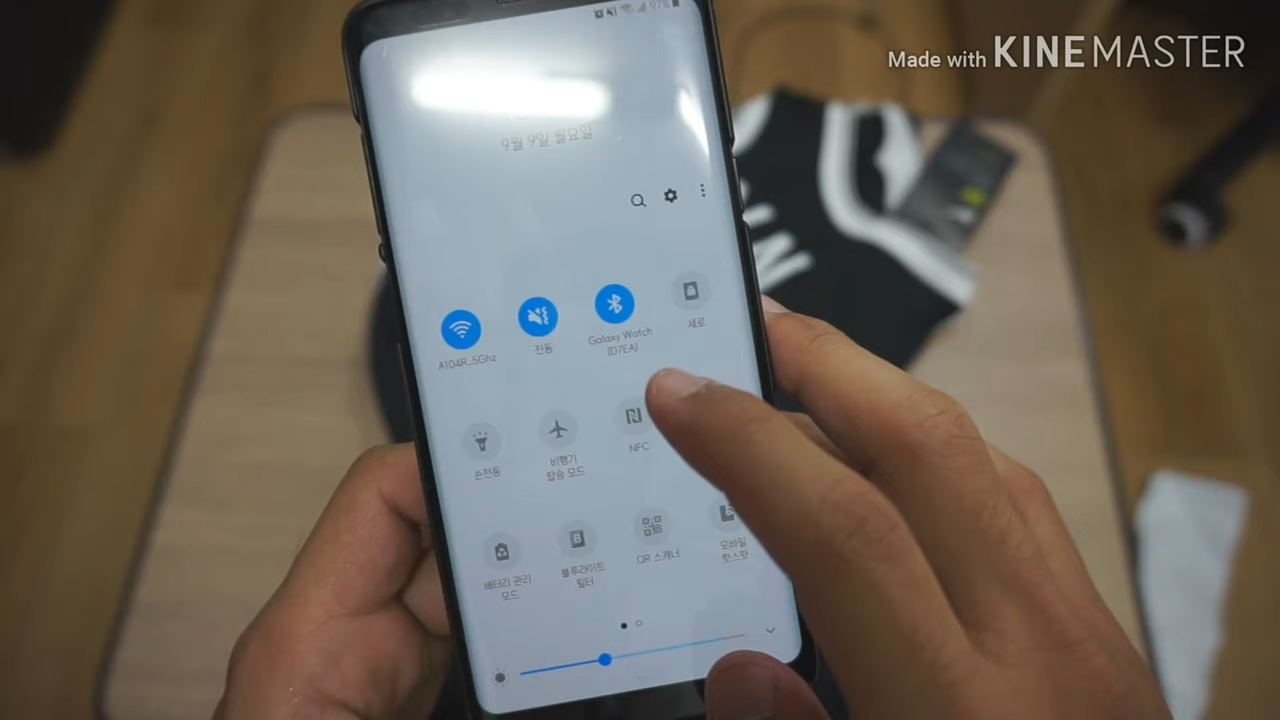 Made with KINEMASTER
97%
9월 9일 월요일
A104R_5Ghz
진동
Galaxy Watch
(D7EA)
세로
손전등
비행기
탑승 모드
NFC
배터리 관리
모드
블루라이트
필터
QR 스캐너
모바일
핫스팟